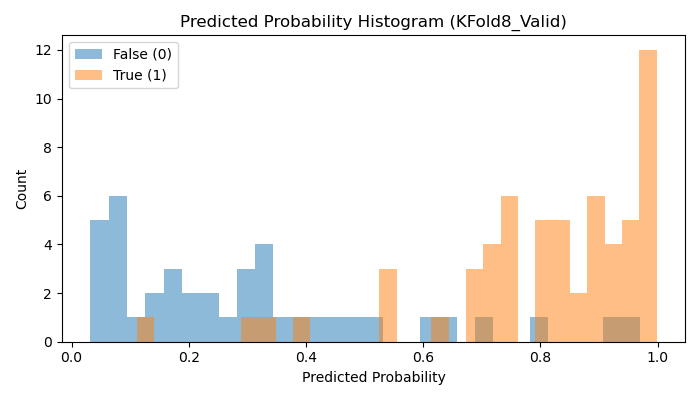 Predicted Probability Histogram (KFold8_Valid)
False (0)
True (1)
Count
12
10
8
6
4
2
0
0.0 0.2 0.4 0.6 0.8 1.0
Predicted Probability